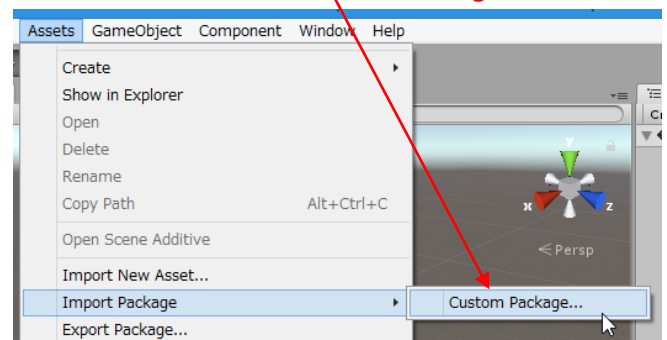 Assets GameObject Component Window Help
Create
Show in Explorer
Open
Delete
Rename
Copy Path Alt+Ctrl+C
Open Scene Additive
Import New Asset...
Import Package
Custom Package...
Export Package...
y
x
z
Persp